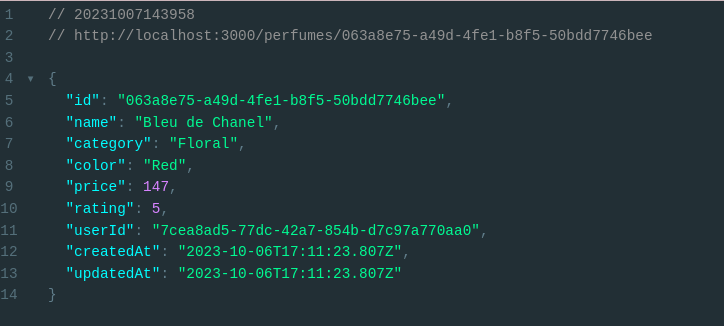 1 // 20231007143958
2 // http://localhost:3000/perfumes/063a8e75-a49d-4fe1-b8f5-50bdd7746bee
3
4 {
5 "id": "063a8e75-a49d-4fe1-b8f5-50bdd7746bee",
6 "name": "Bleu de Chanel",
7 "category": "Floral",
8 "color": "Red",
9 "price": 147,
10 "rating": 5,
11 "userId": "7cea8ad5-77dc-42a7-854b-d7c97a770aa0",
12 "createdAt": "2023-10-06T17:11:23.807Z",
13 "updatedAt": "2023-10-06T17:11:23.807Z"
14 }